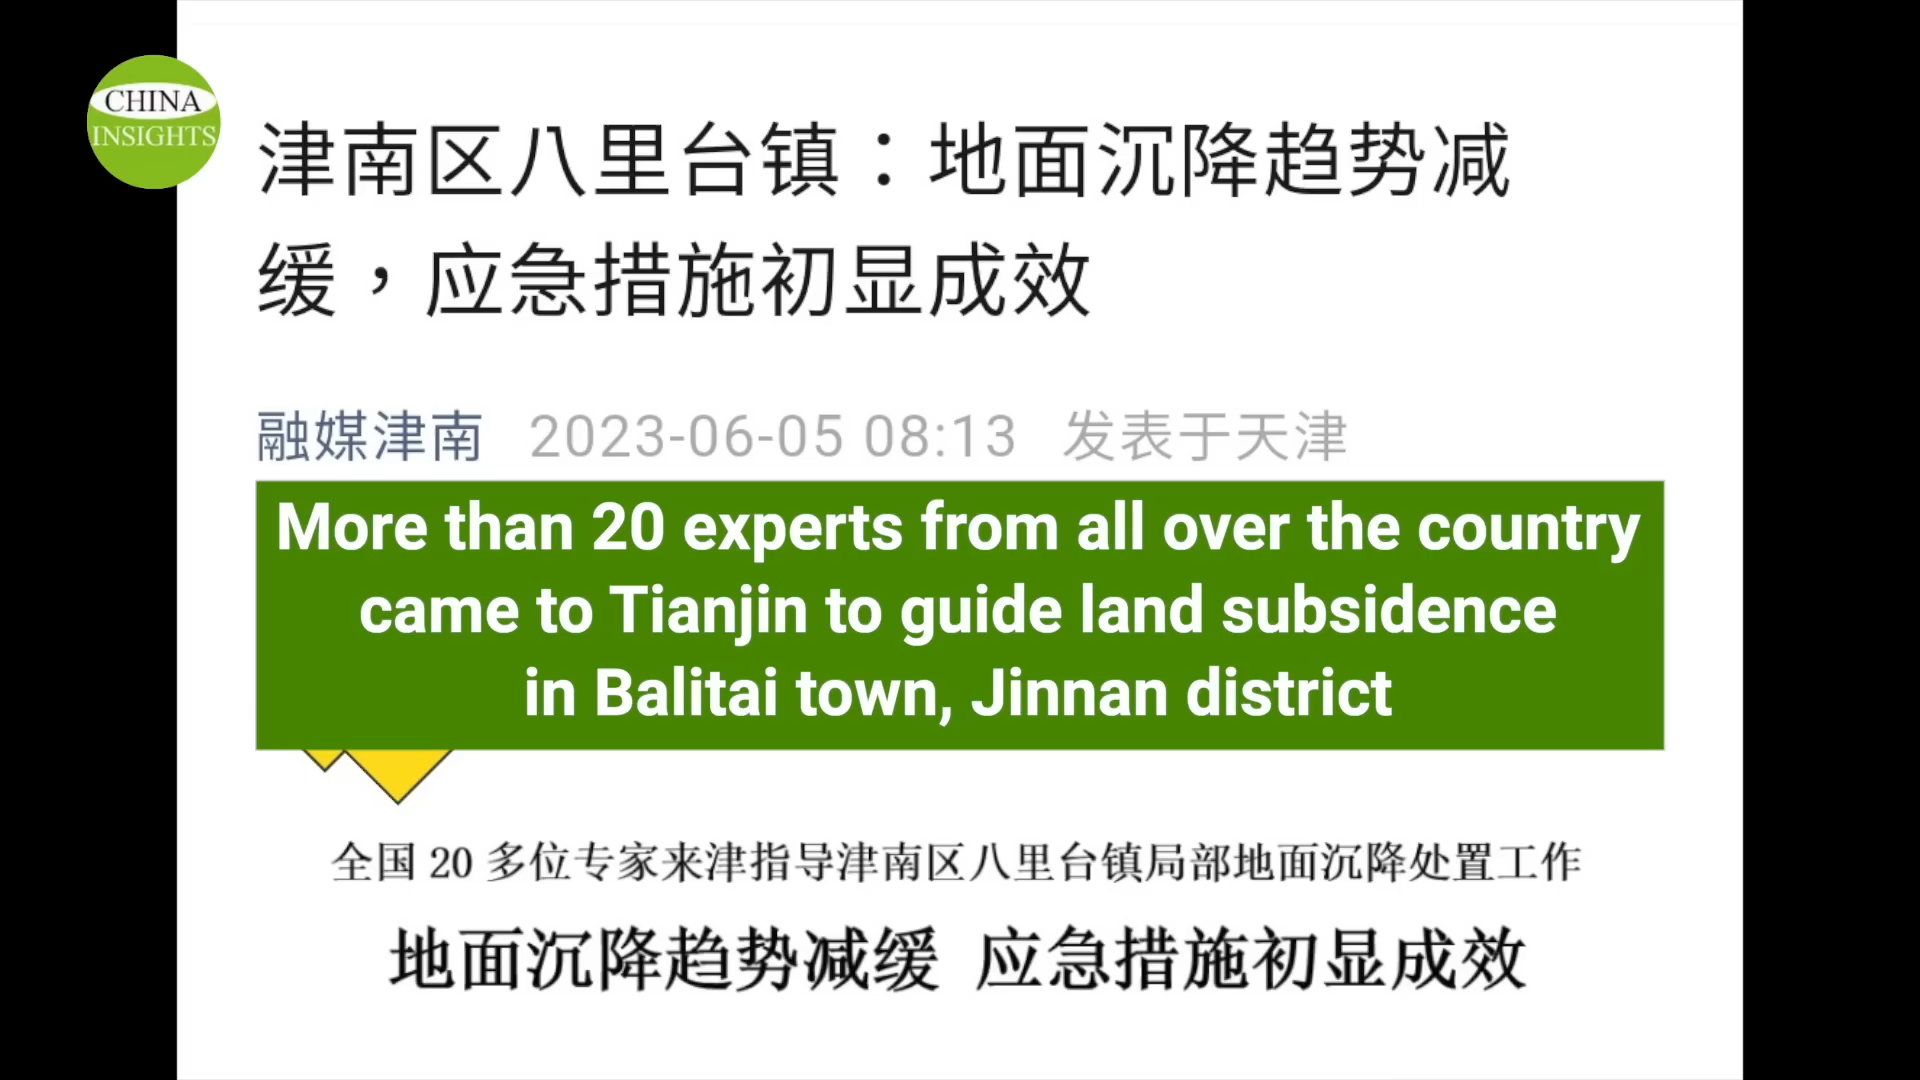 CHINA
INSIGHTS
津南区八里台镇：地面沉降趋势减
缓，应急措施初显成效
融媒津南 2023-06-05 08:13 发表于天津
More than 20 experts from all over the country
came to Tianjin to guide land subsidence
in Balitai town, Jinnan district
全国 20 多位专家来津指导津南区八里台镇局部地面沉降处置工作
地面沉降趋势减缓 应急措施初显成效